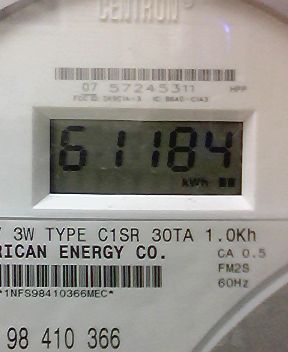 CENTRON®
07 57245311 HPP
61184
kWh
3W TYPE C1SR 30TA 1.0Kh
RICAN ENERGY CO. CA 0.5
FM2S
*1NFS98410366MEC* 60Hz
98 410 366